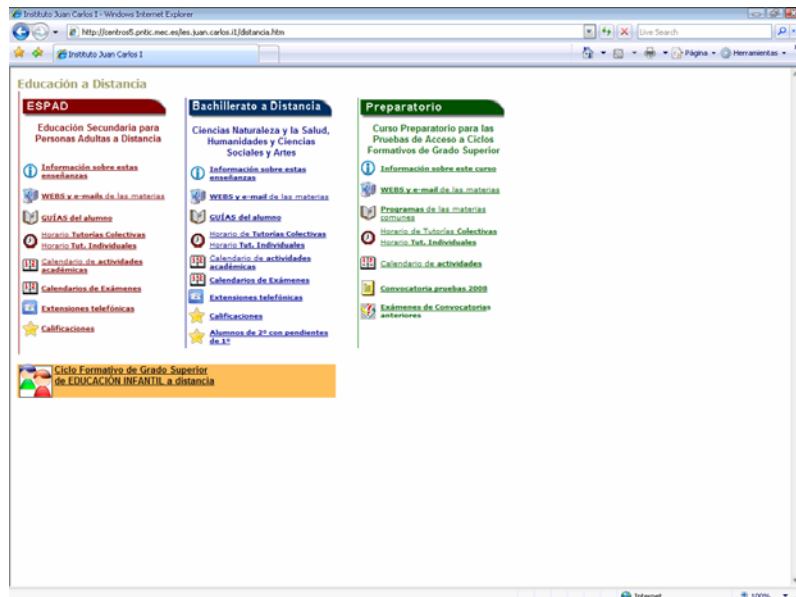 Instituto Juan Carlos I - Windows Internet Explorer
http://centros5.pntic.mec.es/ies.juan.carlos.i1/distancia.htm
Live Search
Instituto Juan Carlos I
Página
Herramientas
Educación a Distancia
ESPAD
Educación Secundaria para
Personas Adultas a Distancia
Información sobre estas
enseñanzas
WEBS y e-mails de las materias
GUÍAS del alumno
Horario Tutorías Colectivas
Horario Tut. Individuales
Calendario de actividades
académicas
Calendarios de Exámenes
Extensiones telefónicas
Calificaciones
Bachillerato a Distancia
Ciencias Naturaleza y la Salud,
Humanidades y Ciencias
Sociales y Artes
Información sobre estas
enseñanzas
WEBS y e-mail de las materias
GUÍAS del alumno
Horario de Tutorías Colectivas
Horario Tut. Individuales
Calendario de actividades
académicas
Calendarios de Exámenes
Extensiones telefónicas
Calificaciones
Alumnos de 2º con pendientes
de 1º
Preparatorio
Curso Preparatorio para las
Pruebas de Acceso a Ciclos
Formativos de Grado Superior
Información sobre este curso
WEBS y e-mail de las materias
Programas de las materias
comunes
Horario de Tutorías Colectivas
Horario Tut. Individuales
Calendario de actividades
Convocatoria pruebas 2008
Exámenes de Convocatorias
anteriores
Ciclo Formativo de Grado Superior
de EDUCACIÓN INFANTIL a distancia
Internet
100%